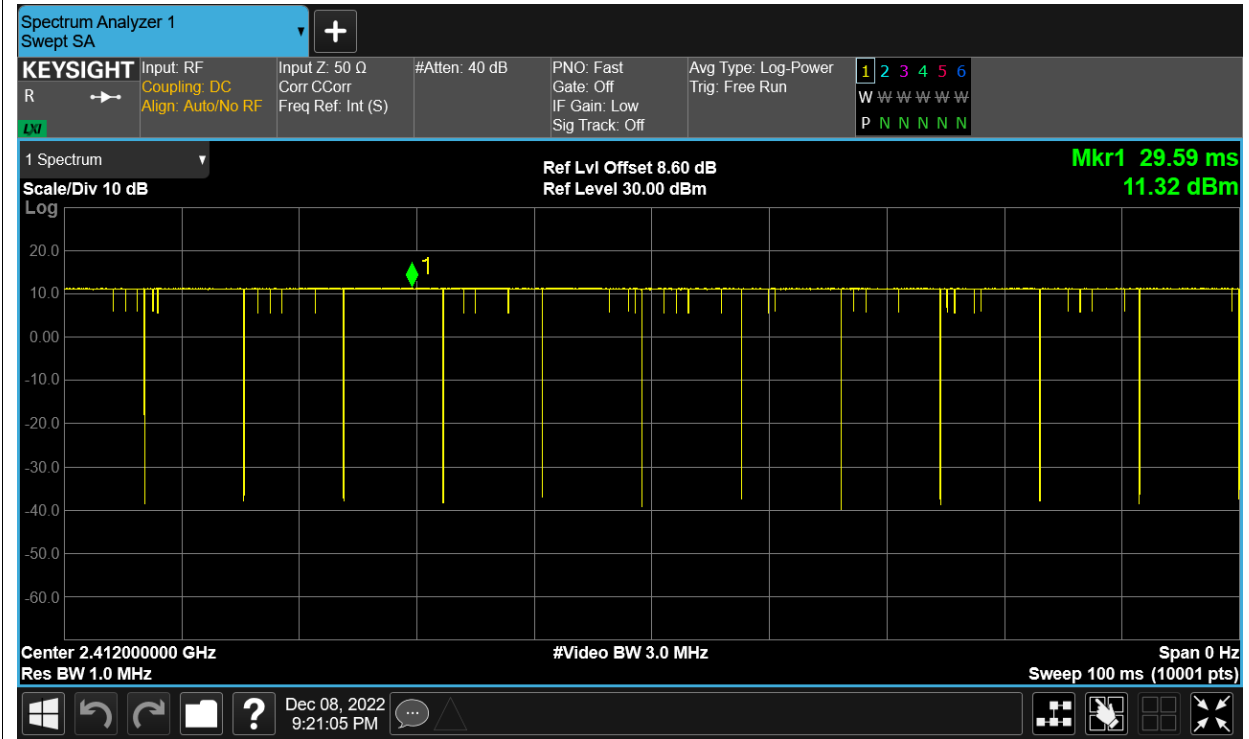 Spectrum Analyzer 1
Swept SA
▼
+
KEYSIGHT
R
LXI
Input: RF
Coupling: DC
Align: Auto/No RF
Input Z: 50 Ω
Corr CCorr
Freq Ref: Int (S)
#Atten: 40 dB
PNO: Fast
Gate: Off
IF Gain: Low
Sig Track: Off
Avg Type: Log-Power
Trig: Free Run
1 2 3 4 5 6
W W W W W W
P N N N N N
1 Spectrum ▼
Scale/Div 10 dB
Log
Ref Lvl Offset 8.60 dB
Ref Level 30.00 dBm
Mkr1 29.59 ms
11.32 dBm
1
20.0
10.0
0.00
-10.0
-20.0
-30.0
-40.0
-50.0
-60.0
Center 2.412000000 GHz
Res BW 1.0 MHz
#Video BW 3.0 MHz
Span 0 Hz
Sweep 100 ms (10001 pts)
?
Dec 08, 2022
9:21:05 PM